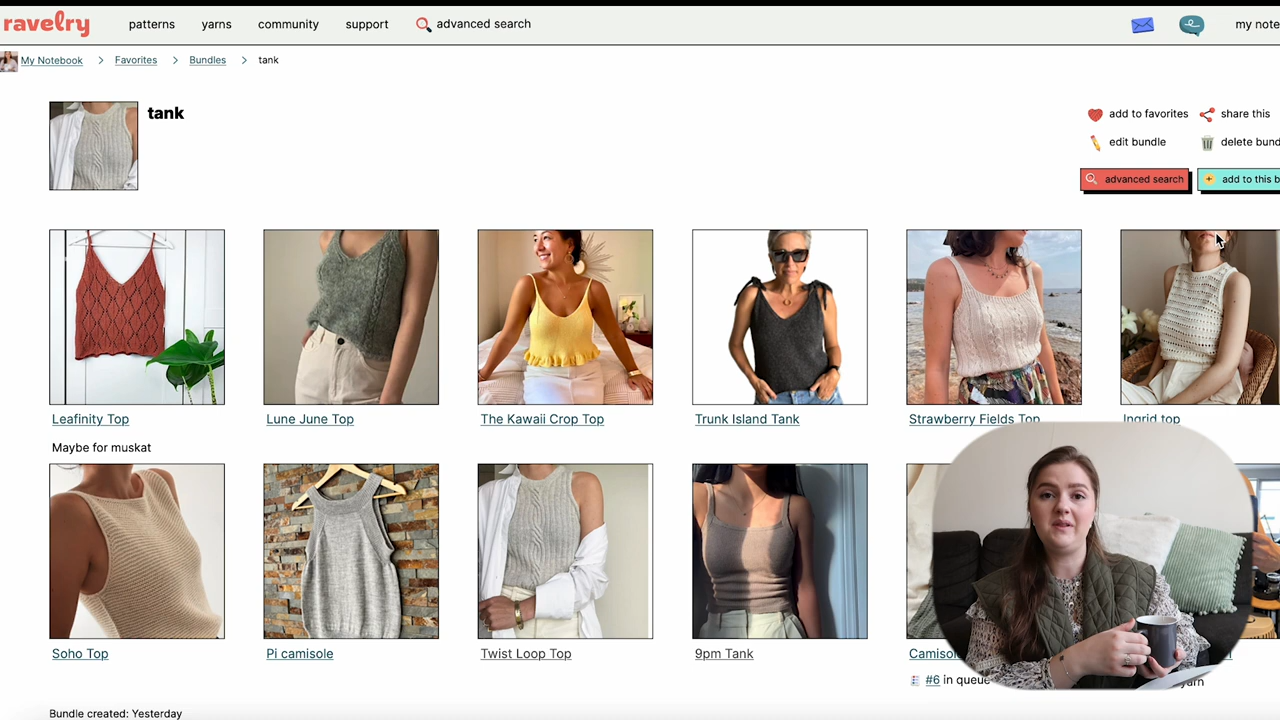 ravelry
patterns
yarns
community
support
advanced search
my note
My Notebook > Favorites > Bundles > tank
tank
add to favorites
share this
edit bundle
delete bund
advanced search
add to this b
Leafinity Top
Lune June Top
The Kawaii Crop Top
Trunk Island Tank
Strawberry Fields Top
Ingrid top
Maybe for muskat
Soho Top
Pi camisole
Twist Loop Top
9pm Tank
Camisol
#6 in queue
yarn
Bundle created: Yesterday